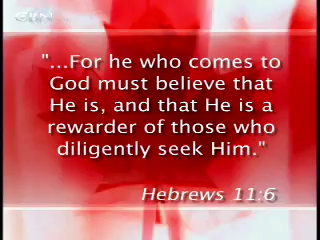 "...For he who comes to
God must believe that
He is, and that He is a
rewarder of those who
diligently seek Him."
Hebrews 11:6